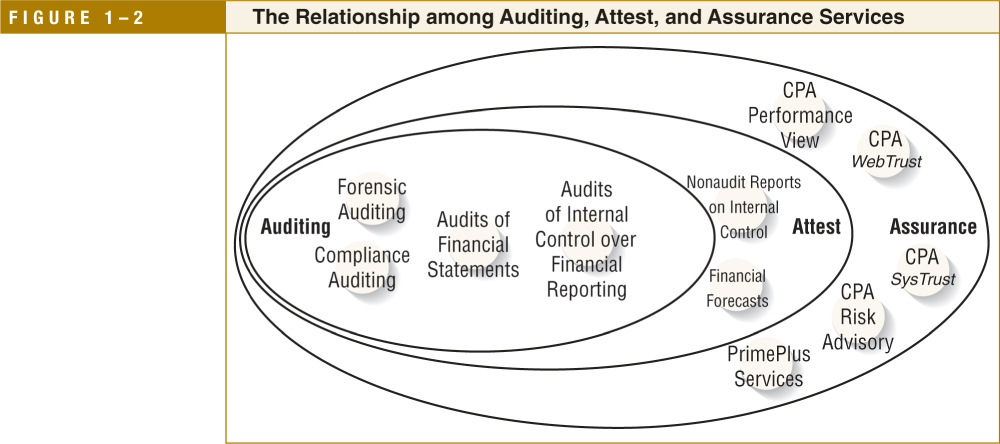 FIGURE 1–2
The Relationship among Auditing, Attest, and Assurance Services
Auditing
Forensic
Auditing
Compliance
Auditing
Audits of
Financial
Statements
Audits
of Internal
Control over
Financial
Reporting
Nonaudit Reports
on Internal
Control
Attest
Financial
Forecasts
CPA
Performance
View
CPA
WebTrust
Assurance
CPA
SysTrust
CPA
Risk
Advisory
PrimePlus
Services